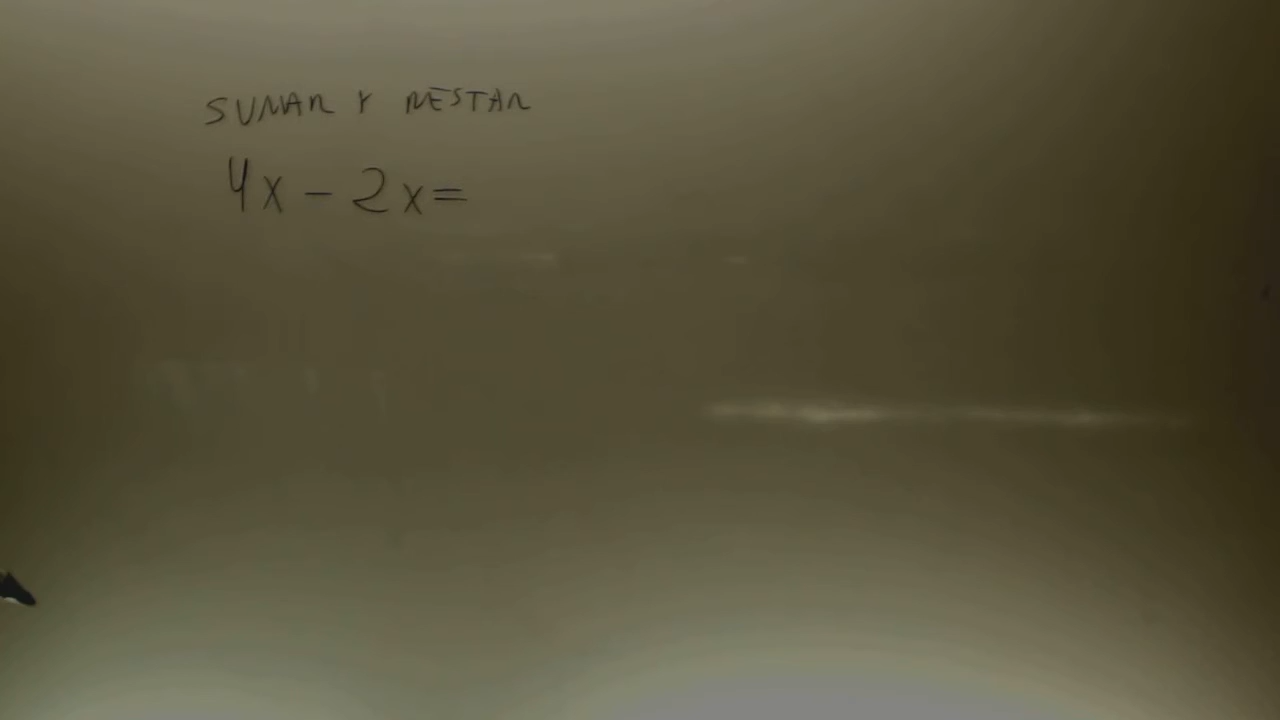 SUMAR Y RESTAR
4x - 2x =